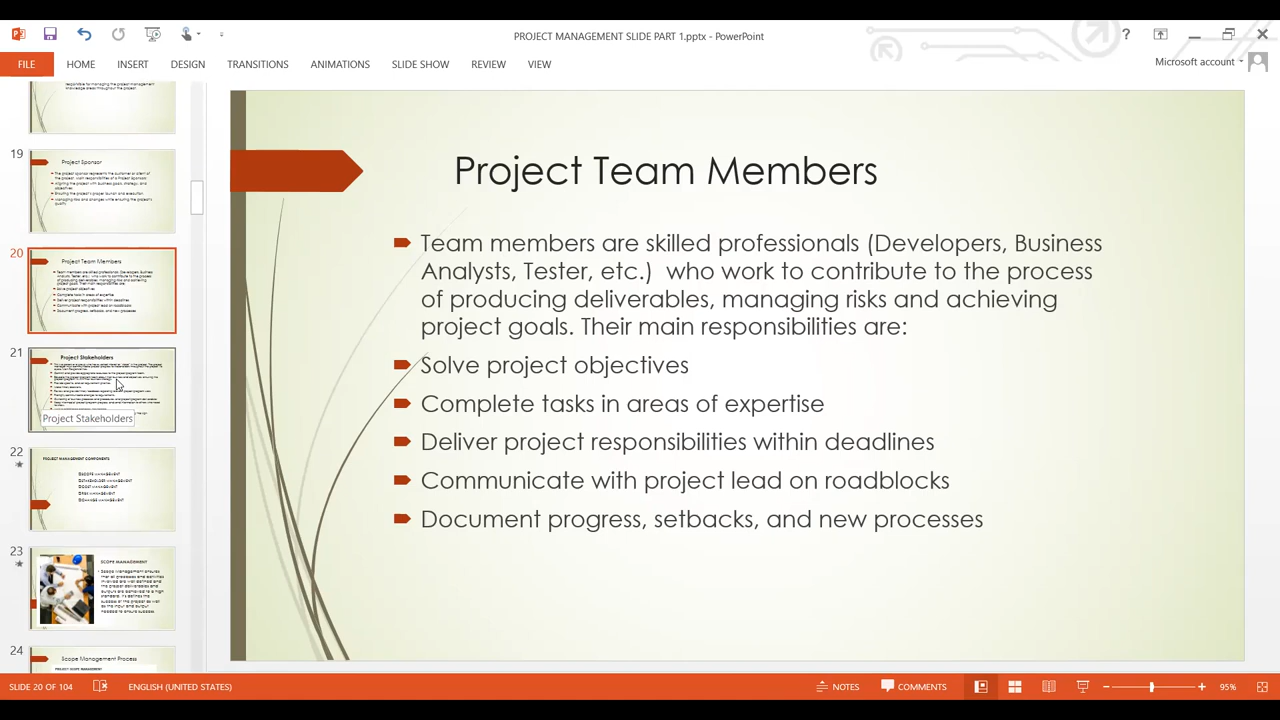 PROJECT MANAGEMENT SLIDE PART 1.pptx - PowerPoint
?
FILE
HOME
INSERT
DESIGN
TRANSITIONS
ANIMATIONS
SLIDE SHOW
REVIEW
VIEW
Microsoft account
19
Project Sponsor
20
Project Team Members
21
Project Stakeholders
Project Stakeholders
22
PROJECT MANAGEMENT COMPONENTS
23
SCOPE MANAGEMENT
24
Scope Management Process
Project Team Members
Team members are skilled professionals (Developers, Business
Analysts, Tester, etc.) who work to contribute to the process
of producing deliverables, managing risks and achieving
project goals. Their main responsibilities are:
Solve project objectives
Complete tasks in areas of expertise
Deliver project responsibilities within deadlines
Communicate with project lead on roadblocks
Document progress, setbacks, and new processes
SLIDE 20 OF 104
ENGLISH (UNITED STATES)
NOTES
COMMENTS
95%